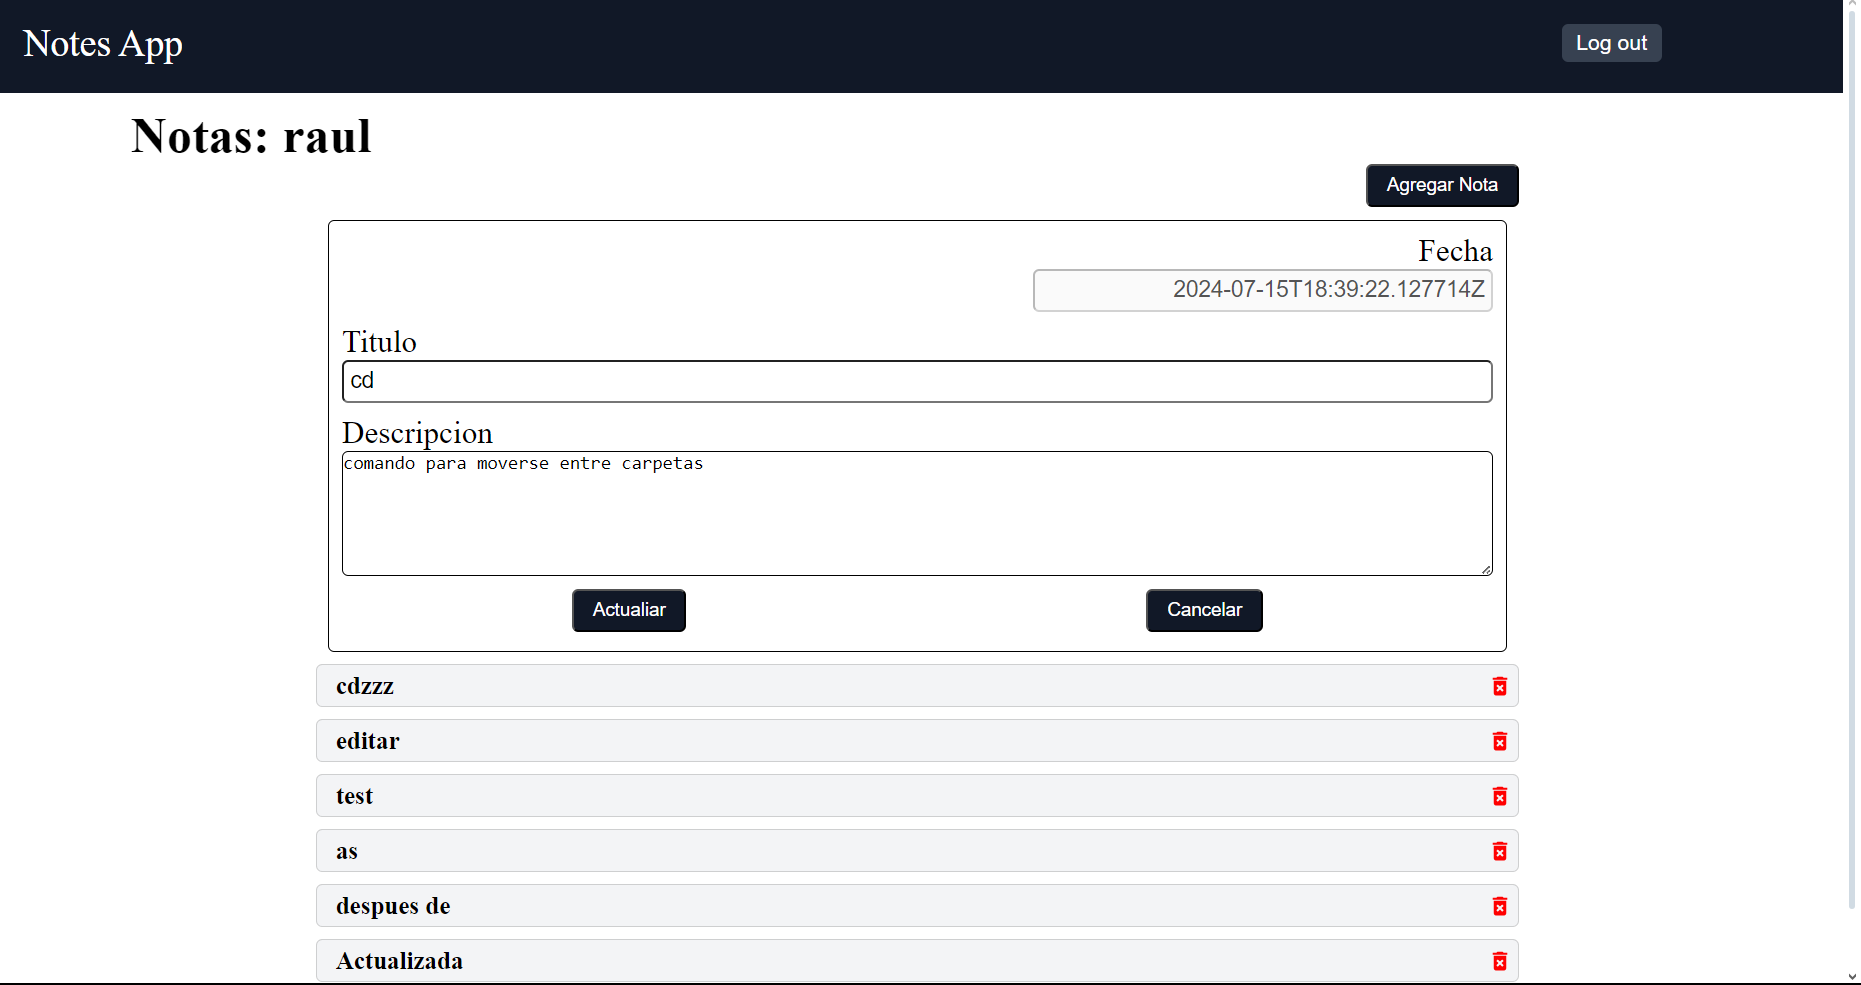 Notes App
Log out
Notas: raul
Agregar Nota
Fecha
2024-07-15T18:39:22.127714Z
Titulo
cd
Descripcion
comando para moverse entre carpetas
Actualiar
Cancelar
cdzzz
editar
test
as
despues de
Actualizada